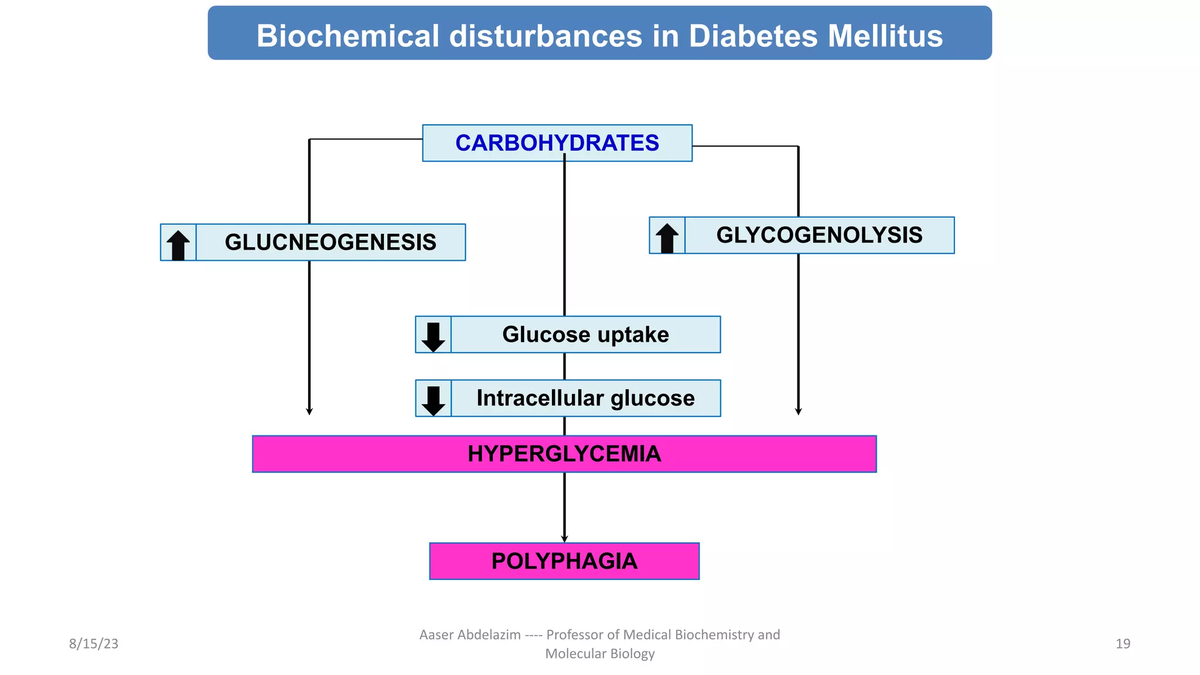 Biochemical disturbances in Diabetes Mellitus
CARBOHYDRATES
GLUCNEOGENESIS
GLYCOGENOLYSIS
Glucose uptake
Intracellular glucose
HYPERGLYCEMIA
POLYPHAGIA
8/15/23
Aaser Abdelazim ---- Professor of Medical Biochemistry and
Molecular Biology
19